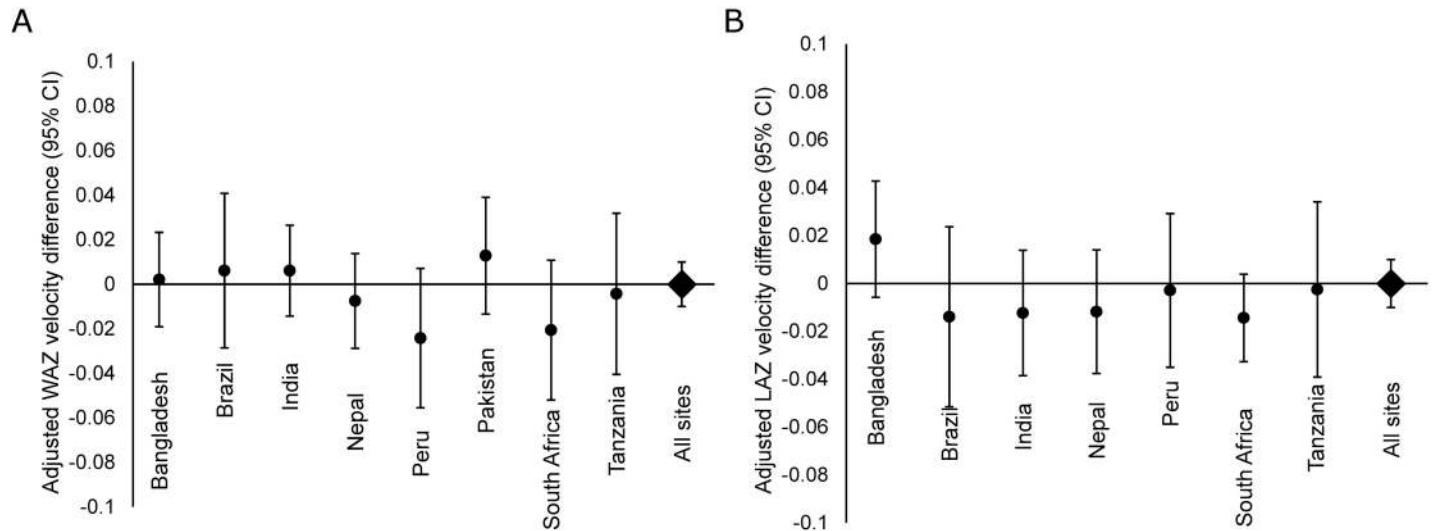 A
Adjusted WAZ velocity difference (95% CI)
0.1
0.08
0.06
0.04
0.02
0
-0.02
-0.04
-0.06
-0.08
-0.1
Bangladesh
Brazil
India
Nepal
Peru
Pakistan
South Africa
Tanzania
All sites
B
Adjusted LAZ velocity difference (95% CI)
0.1
0.08
0.06
0.04
0.02
0
-0.02
-0.04
-0.06
-0.08
-0.1
Bangladesh
Brazil
India
Nepal
Peru
South Africa
Tanzania
All sites